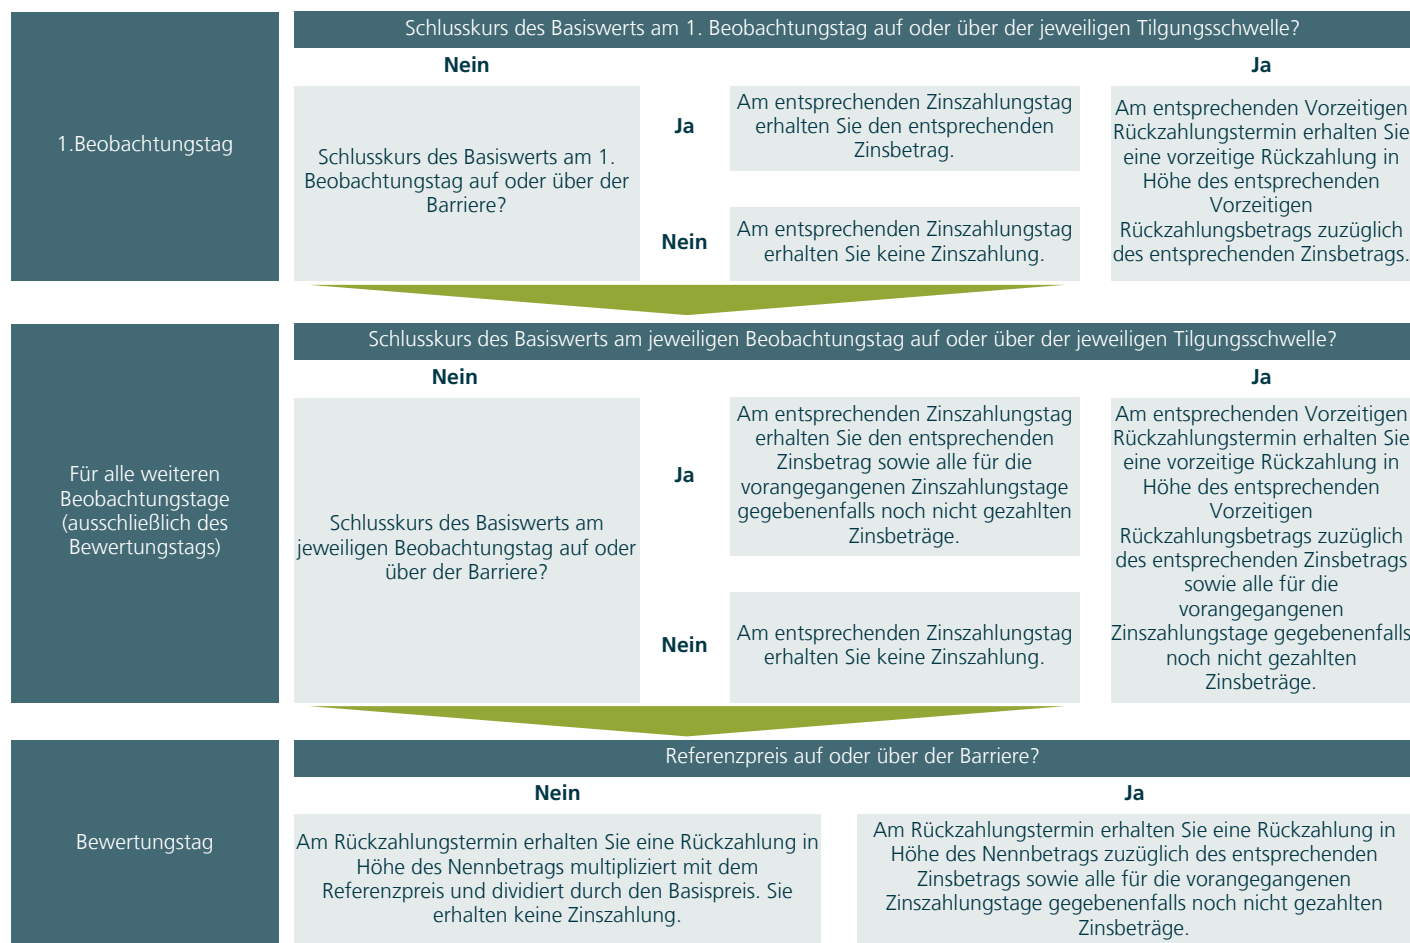 1.Beobachtungstag
Schlusskurs des Basiswerts am 1. Beobachtungstag auf oder über der jeweiligen Tilgungsschwelle?
Nein
Ja
Schlusskurs des Basiswerts am 1.
Beobachtungstag auf oder über der
Barriere?
Ja
Am entsprechenden Zinszahlungstag
erhalten Sie den entsprechenden
Zinsbetrag.
Nein
Am entsprechenden Zinszahlungstag
erhalten Sie keine Zinszahlung.
Am entsprechenden Vorzeitigen
Rückzahlungstermin erhalten Sie
eine vorzeitige Rückzahlung in
Höhe des entsprechenden
Vorzeitigen
Rückzahlungsbetrags zuzüglich
des entsprechenden Zinsbetrags.
Für alle weiteren
Beobachtungstage
(ausschließlich des
Bewertungstags)
Schlusskurs des Basiswerts am jeweiligen Beobachtungstag auf oder über der jeweiligen Tilgungsschwelle?
Nein
Ja
Schlusskurs des Basiswerts am
jeweiligen Beobachtungstag auf oder
über der Barriere?
Ja
Am entsprechenden Zinszahlungstag
erhalten Sie den entsprechenden
Zinsbetrag sowie alle für die
vorangegangenen Zinszahlungstage
gegebenenfalls noch nicht gezahlten
Zinsbeträge.
Nein
Am entsprechenden Zinszahlungstag
erhalten Sie keine Zinszahlung.
Am entsprechenden Vorzeitigen
Rückzahlungstermin erhalten Sie
eine vorzeitige Rückzahlung in
Höhe des entsprechenden
Vorzeitigen
Rückzahlungsbetrags zuzüglich
des entsprechenden Zinsbetrags
sowie alle für die
vorangegangenen
Zinszahlungstage gegebenenfalls
noch nicht gezahlten
Zinsbeträge.
Bewertungstag
Referenzpreis auf oder über der Barriere?
Nein
Ja
Am Rückzahlungstermin erhalten Sie eine Rückzahlung in
Höhe des Nennbetrags multipliziert mit dem
Referenzpreis und dividiert durch den Basispreis. Sie
erhalten keine Zinszahlung.
Am Rückzahlungstermin erhalten Sie eine Rückzahlung in
Höhe des Nennbetrags zuzüglich des entsprechenden
Zinsbetrags sowie alle für die vorangegangenen
Zinszahlungstage gegebenenfalls noch nicht gezahlten
Zinsbeträge.